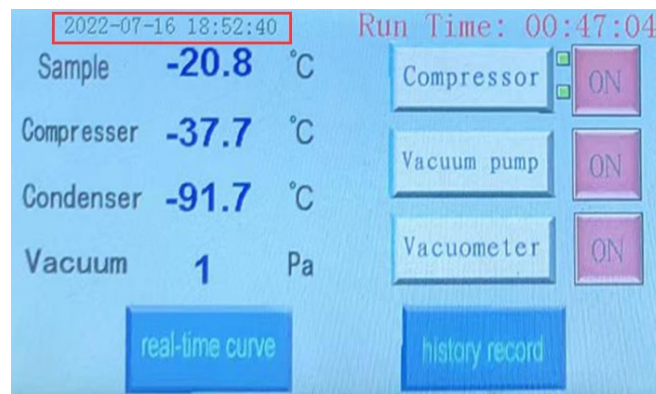 2022-07-16 18:52:40 Run Time: 00:47:04
Sample -20.8 °C Compressor ON
Compresser -37.7 °C Vacuum pump ON
Condenser -91.7 °C
Vacuum 1 Pa Vacuometer ON
real-time curve history record